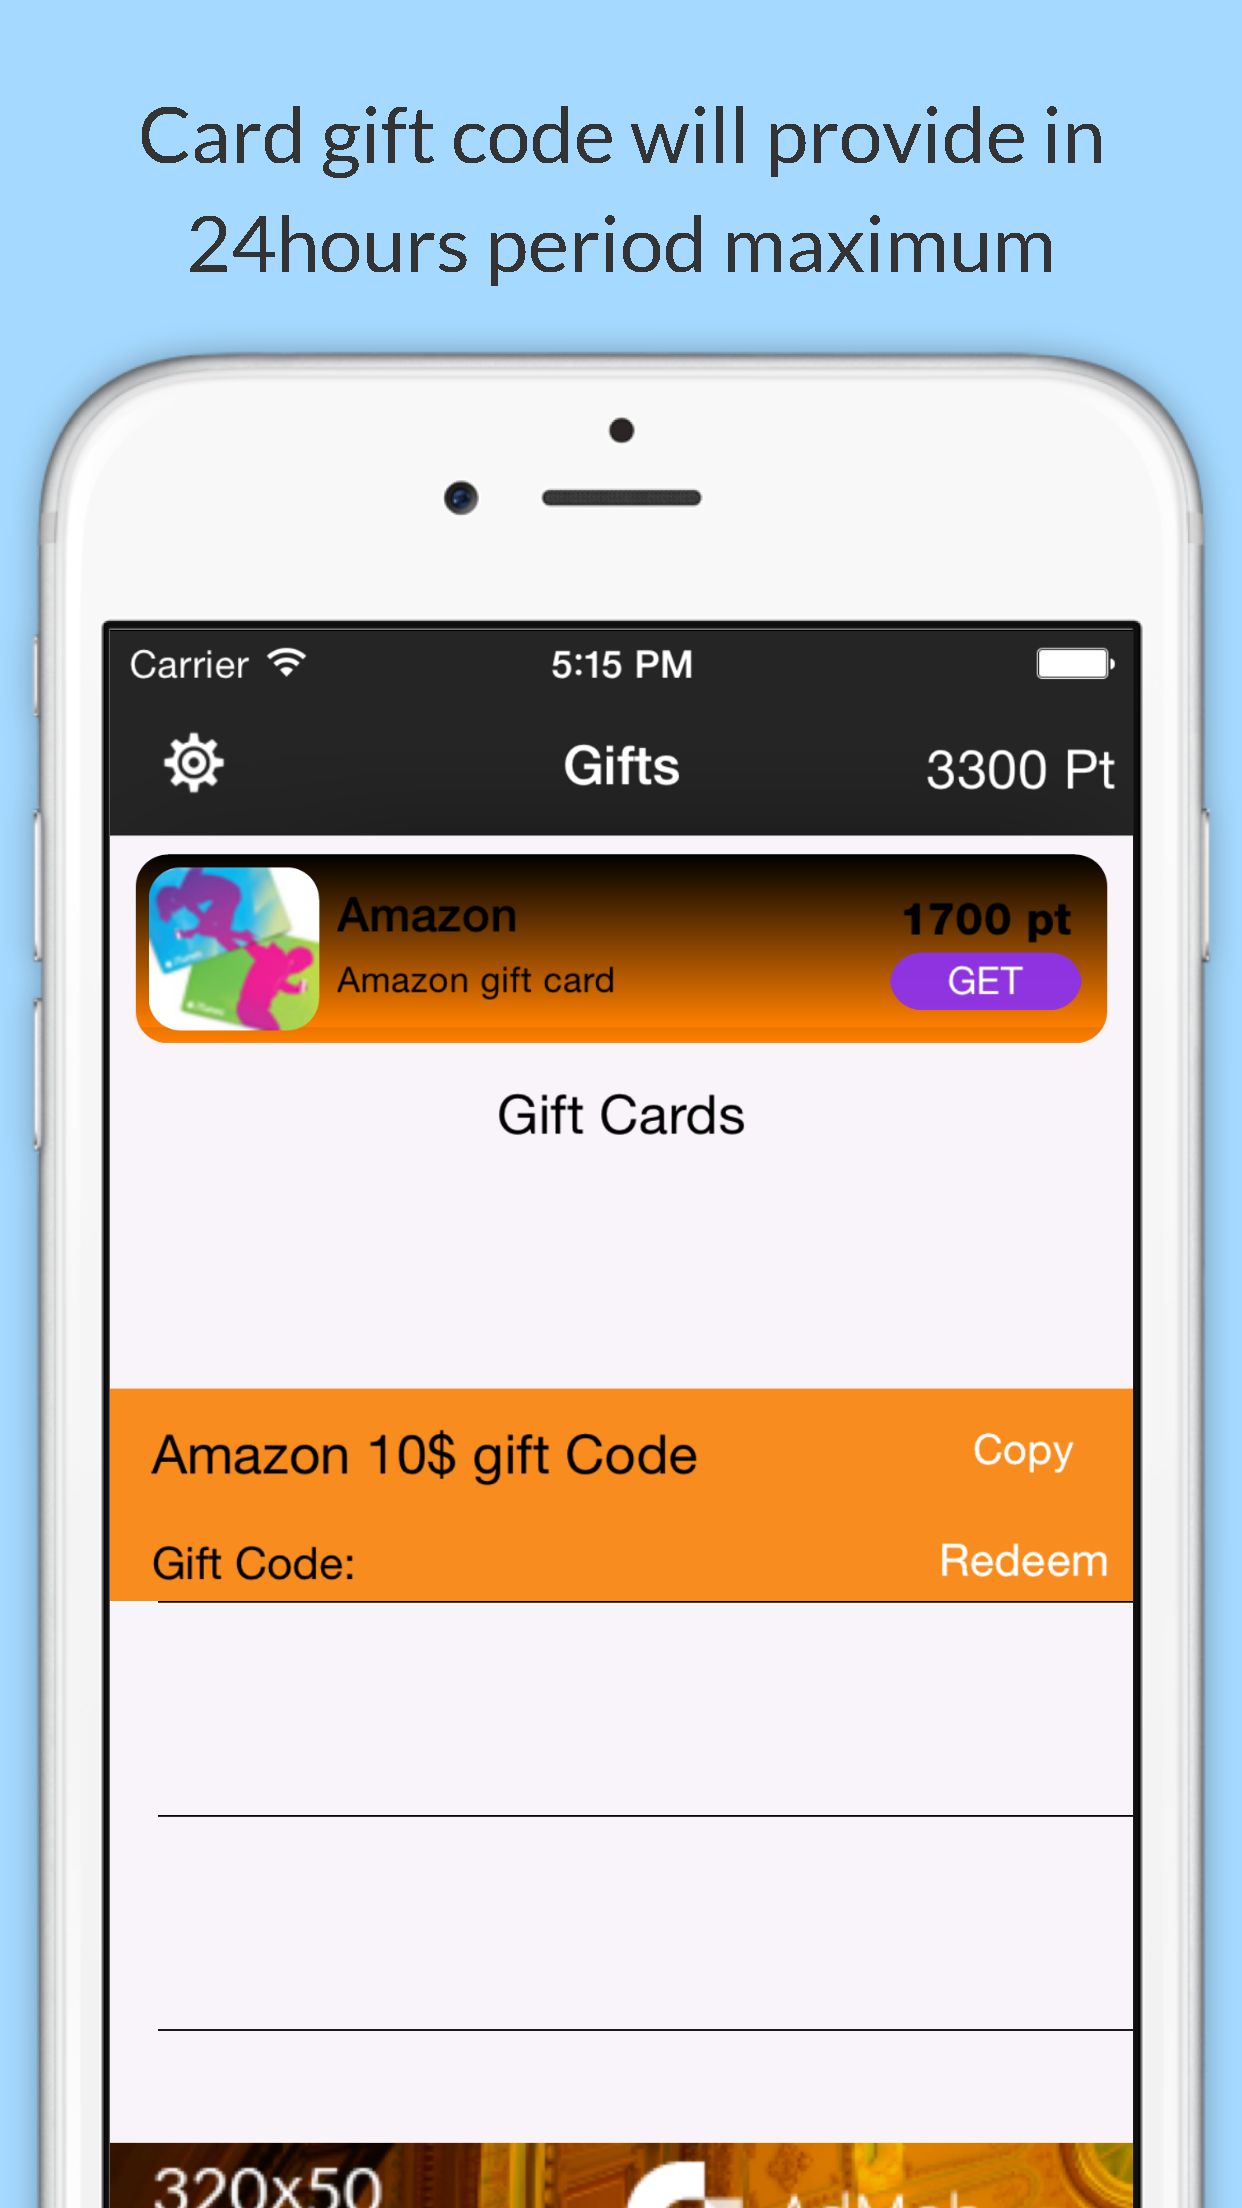 Card gift code will provide in
24hours period maximum
Carrier
5:15 PM
Gifts
3300 Pt
Amazon
1700 pt
Amazon gift card
GET
Gift Cards
Amazon 10$ gift Code
Copy
Gift Code:
Redeem
320x50
AdMob